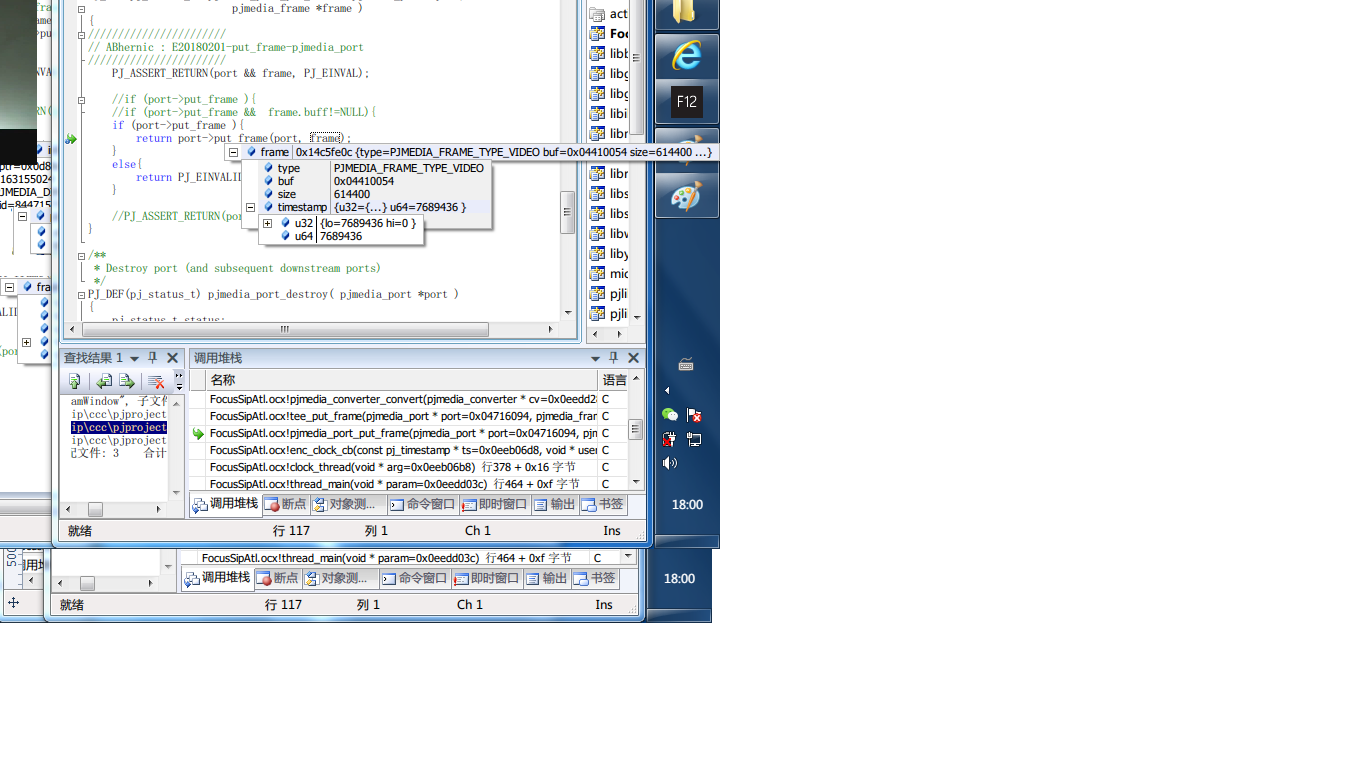 pjmedia_frame *frame )
{
///////////////////////
// ABhernic : E20180201-put_frame-pjmedia_port
///////////////////////
PJ_ASSERT_RETURN(port && frame, PJ_EINVAL);
//if (port->put_frame ){
//if (port->put_frame && frame.buff!=NULL){
if (port->put_frame ){
return port->put_frame(port, frame);
}
frame 0x14c5fe0c {type=PJMEDIA_FRAME_TYPE_VIDEO buf=0x04410054 size=614400 ...}
else{
type PJMEDIA_FRAME_TYPE_VIDEO
return PJ_EINVALI
buf 0x04410054
}
size 614400
timestamp {u32={...} u64=7689436 }
//PJ_ASSERT_RETURN(por
u32 {lo=7689436 hi=0 }
}
u64 7689436
/**
* Destroy port (and subsequent downstream ports)
*/
PJ_DEF(pj_status_t) pjmedia_port_destroy( pjmedia_port *port )
{
pj_status_t status;
act
Foc
libb
libg
libg
libi
libr
libr
libs
libs
libw
liby
mic
pjli
pjli
F12
查找结果 1
调用堆栈
名称 语言
amWindow", 子文件
ip\ccc\pjproject
ip\ccc\pjproject
ip\ccc\pjproject
文件: 3 合计
FocusSipAtl.ocx!pjmedia_converter_convert(pjmedia_converter * cv=0x0eedd28 C
FocusSipAtl.ocx!tee_put_frame(pjmedia_port * port=0x04716094, pjmedia_fran C
FocusSipAtl.ocx!pjmedia_port_put_frame(pjmedia_port * port=0x04716094, pjn C
FocusSipAtl.ocx!enc_clock_cb(const pj_timestamp * ts=0x0eeb06d8, void * user C
FocusSipAtl.ocx!clock_thread(void * arg=0x0eeb06b8) 行378 + 0x16 字节 C
FocusSipAtl.ocx!thread_main(void * param=0x0eedd03c) 行464 + 0xf 字节 C
调用堆栈 断点 对象测... 命令窗口 即时窗口 输出 书签
就绪 行 117 列 1 Ch 1 Ins
18:00
FocusSipAtl.ocx!thread_main(void * param=0x0eedd03c) 行464 + 0xf 字节 C
调用堆栈 断点 对象测... 命令窗口 即时窗口 输出 书签
就绪 行 117 列 1 Ch 1 Ins
18:00